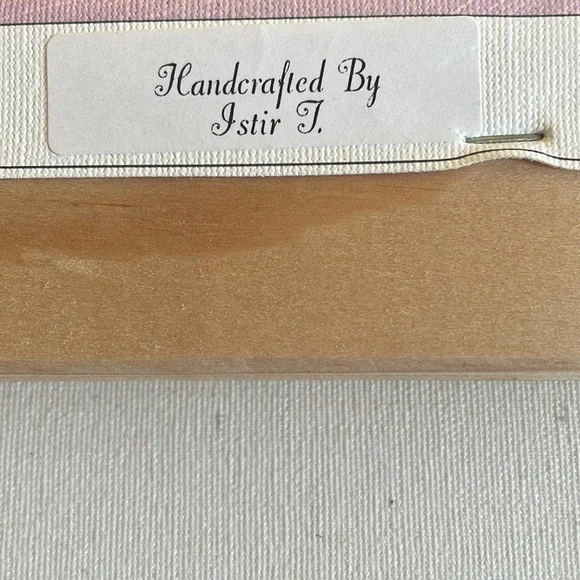 Handcrafted By
Istir T.